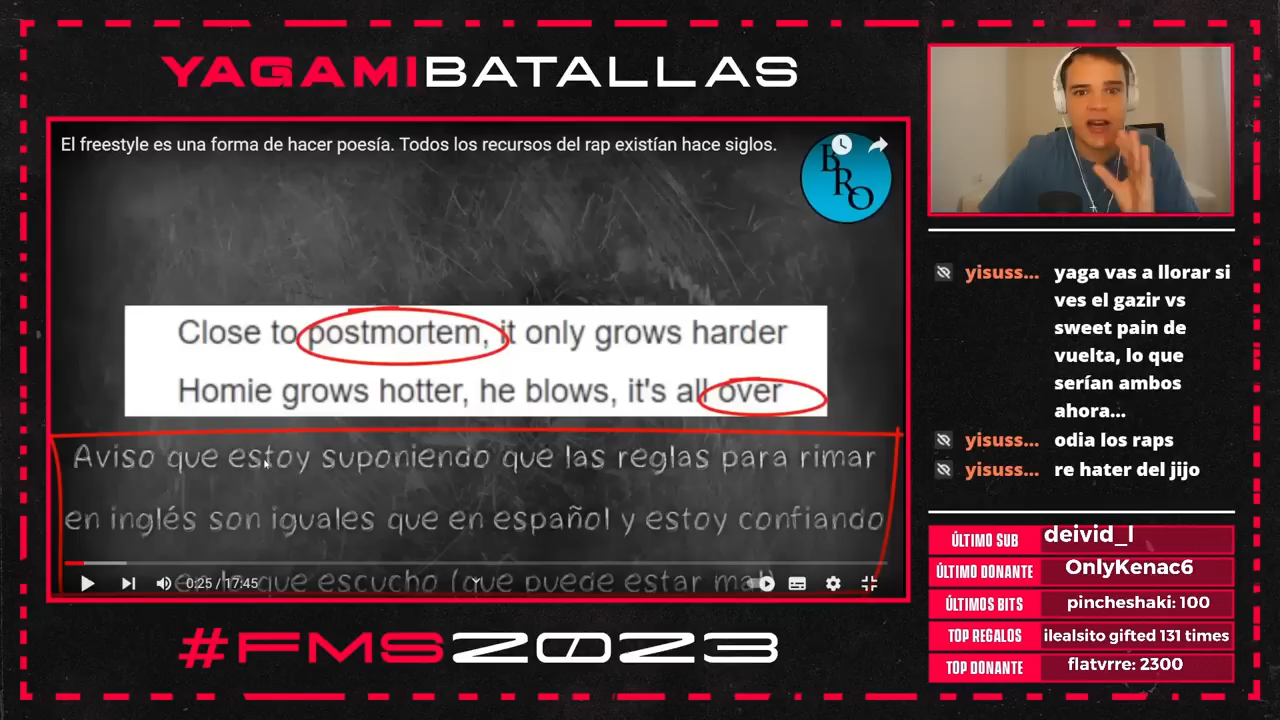 YAGAMIBATALLAS
El freestyle es una forma de hacer poesía. Todos los recursos del rap existían hace siglos.
BRO
Close to postmortem, it only grows harder
Homie grows hotter, he blows, it's all over
Aviso que estoy suponiendo que las reglas para rimar
en inglés son iguales que en español y estoy confiando
en lo que escucho (que puede estar mal)
0:25 / 17:45
#FMS2023
yisuss... yaga vas a llorar si
ves el gazir vs
sweet pain de
vuelta, lo que
serían ambos
ahora...
yisuss... odia los raps
yisuss... re hater del jijo
ÚLTIMO SUB deivid_l
ÚLTIMO DONANTE OnlyKenac6
ÚLTIMOS BITS pincheshaki: 100
TOP REGALOS ilealsito gifted 131 times
TOP DONANTE flatvrre: 2300